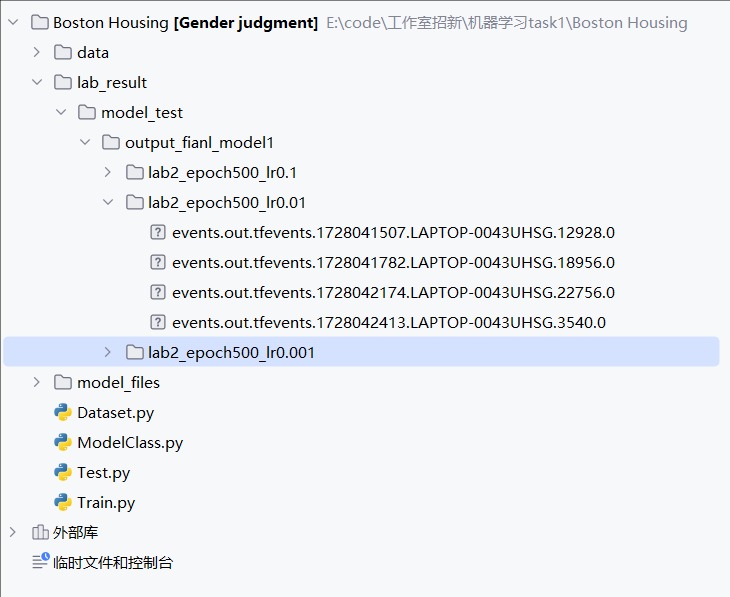 Boston Housing [Gender judgment] E:\code\工作室招新\机器学习task1\Boston Housing
data
lab_result
model_test
output_fianl_model1
lab2_epoch500_lr0.1
lab2_epoch500_lr0.01
events.out.tfevents.1728041507.LAPTOP-0043UHSG.12928.0
events.out.tfevents.1728041782.LAPTOP-0043UHSG.18956.0
events.out.tfevents.1728042174.LAPTOP-0043UHSG.22756.0
events.out.tfevents.1728042413.LAPTOP-0043UHSG.3540.0
lab2_epoch500_lr0.001
model_files
Dataset.py
ModelClass.py
Test.py
Train.py
外部库
临时文件和控制台